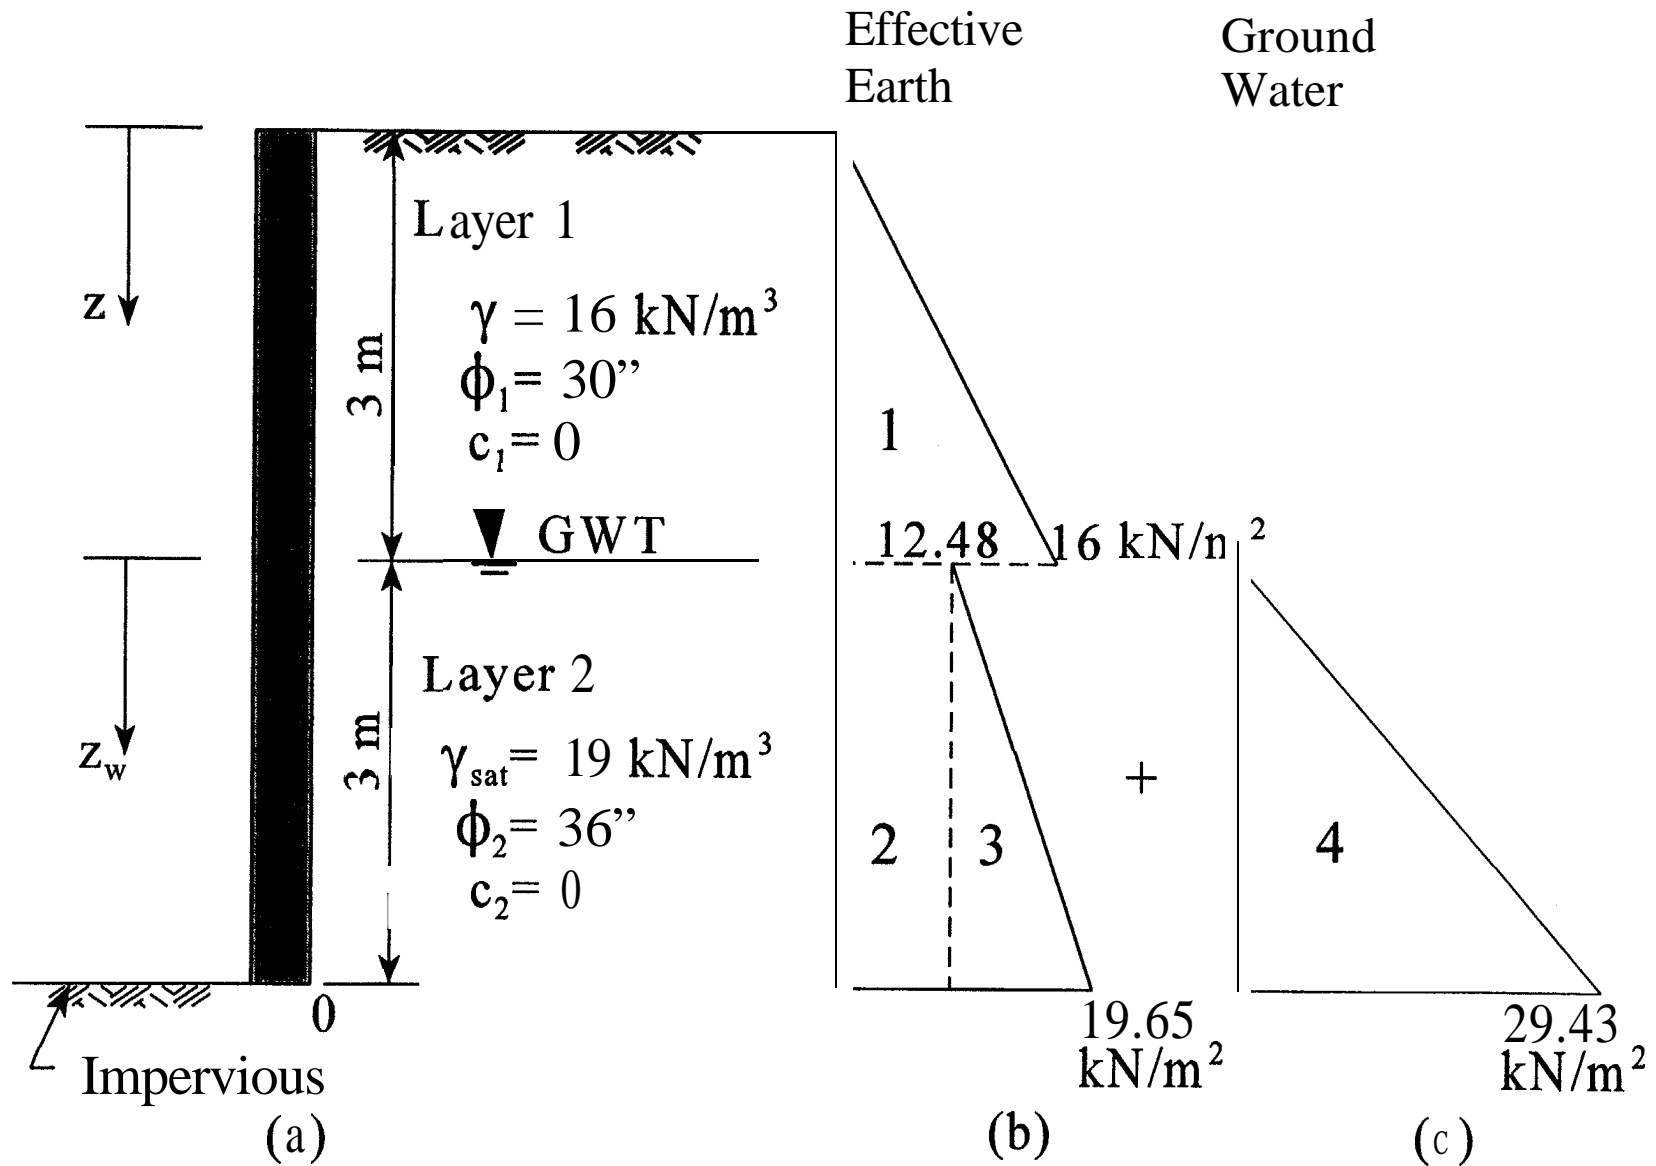 Effective
Earth
Ground
Water
z
3 m
Layer 1
γ = 16 kN/m³
ϕ₁= 30”
c₁= 0
GWT
12.48
16 kN/n ²
z_w
3 m
Layer 2
γ_sat= 19 kN/m³
ϕ₂= 36”
c₂= 0
1
2
3
+
4
0
Impervious
19.65
kN/m²
29.43
kN/m²
(a)
(b)
(c)